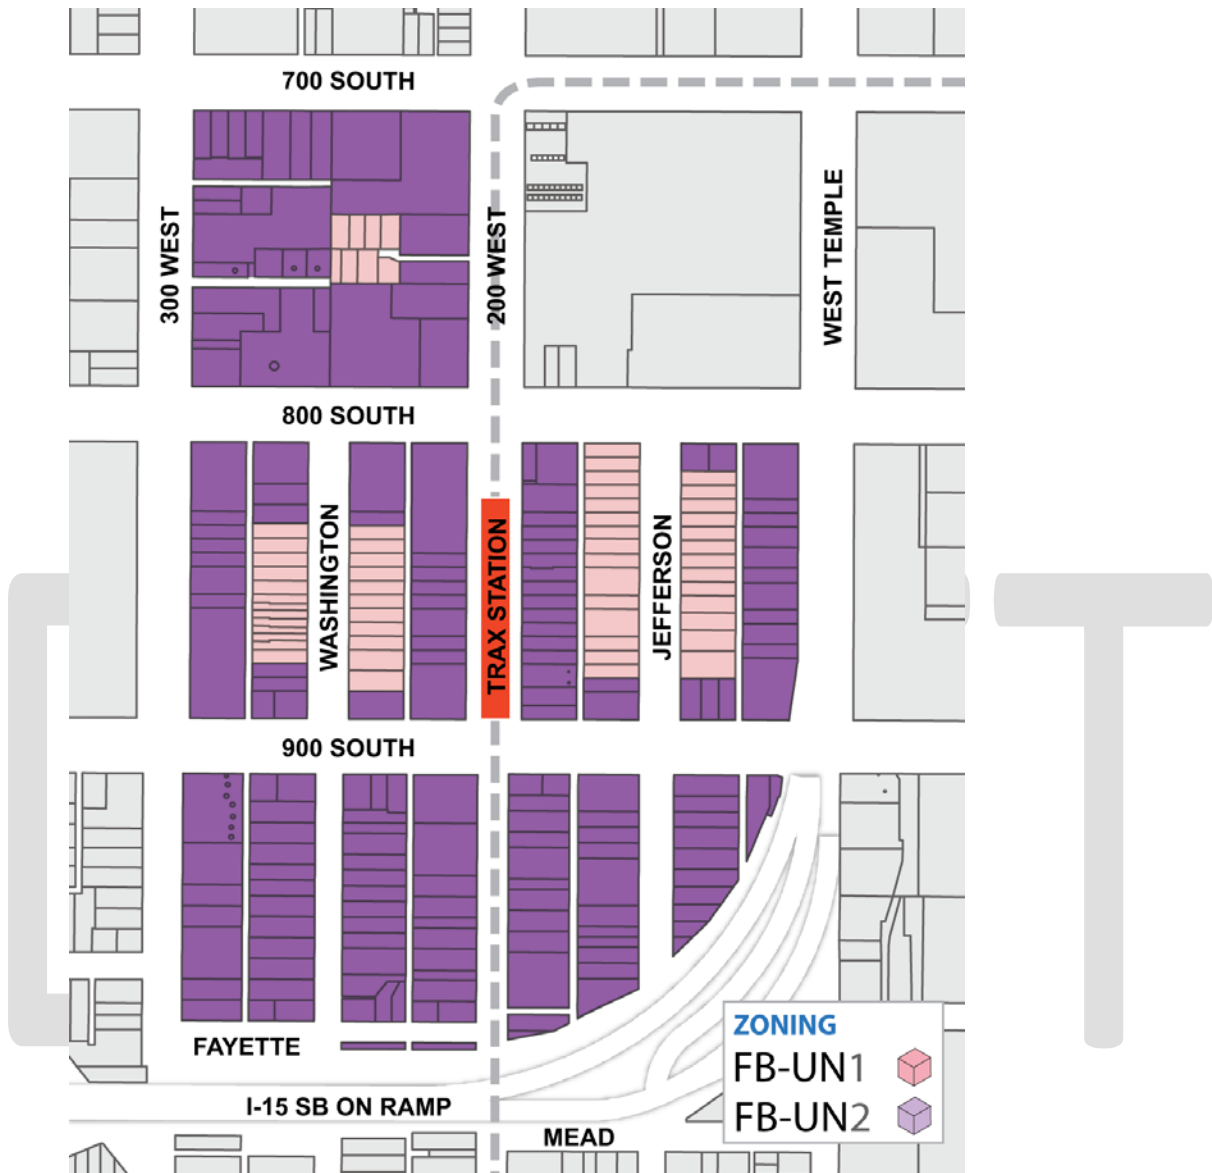 700 SOUTH
300 WEST
200 WEST
WEST TEMPLE
800 SOUTH
WASHINGTON
TRAX STATION
JEFFERSON
900 SOUTH
FAYETTE
I-15 SB ON RAMP
MEAD
ZONING
FB-UN1
FB-UN2